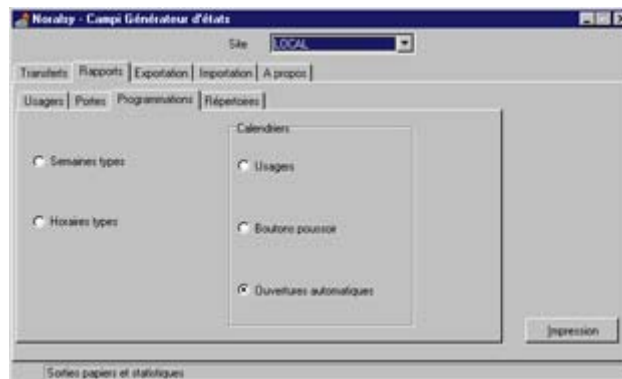 Noralsy - Campi Générateur d'états
Site LOCAL
Transferts Rapports Exportation Importation A propos
Usagers Portes Programmations Répertoires
Calendriers
Semaines types
Usagers
Horaires types
Boutons poussoir
Ouvertures automatiques
Impression
Sorties papiers et statistiques